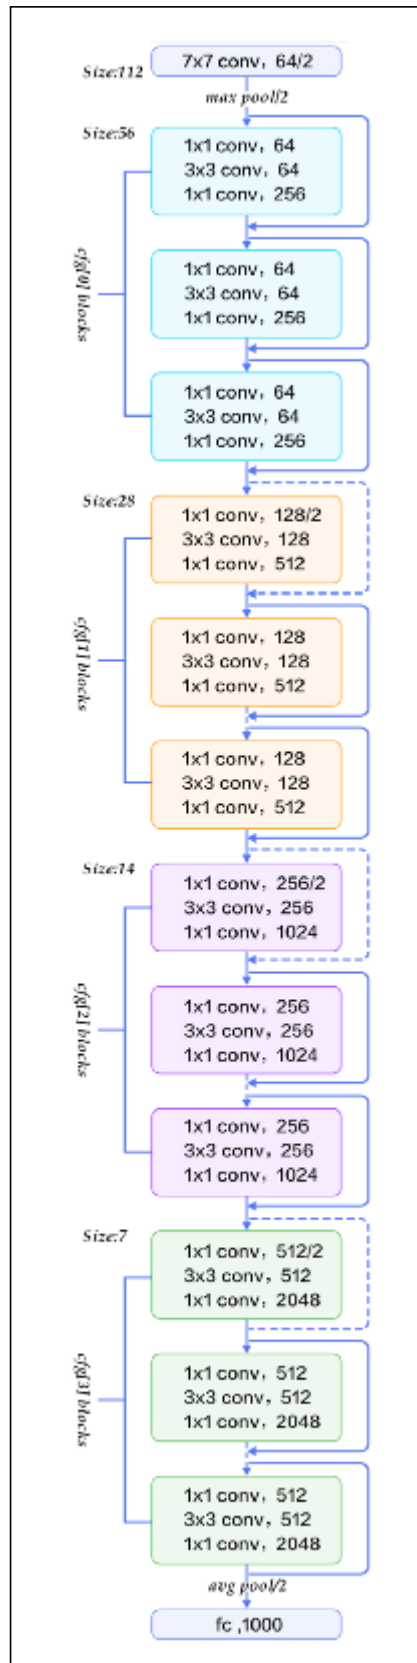 7x7 conv, 64/2
Size:112
max pool/2
Size:56
1x1 conv, 64
3x3 conv, 64
1x1 conv, 256
cfg[0] blocks
1x1 conv, 64
3x3 conv, 64
1x1 conv, 256
1x1 conv, 64
3x3 conv, 64
1x1 conv, 256
Size:28
1x1 conv, 128/2
3x3 conv, 128
1x1 conv, 512
cfg[1] blocks
1x1 conv, 128
3x3 conv, 128
1x1 conv, 512
1x1 conv, 128
3x3 conv, 128
1x1 conv, 512
Size:14
1x1 conv, 256/2
3x3 conv, 256
1x1 conv, 1024
cfg[2] blocks
1x1 conv, 256
3x3 conv, 256
1x1 conv, 1024
1x1 conv, 256
3x3 conv, 256
1x1 conv, 1024
Size:7
1x1 conv, 512/2
3x3 conv, 512
1x1 conv, 2048
cfg[3] blocks
1x1 conv, 512
3x3 conv, 512
1x1 conv, 2048
1x1 conv, 512
3x3 conv, 512
1x1 conv, 2048
avg pool/2
fc ,1000